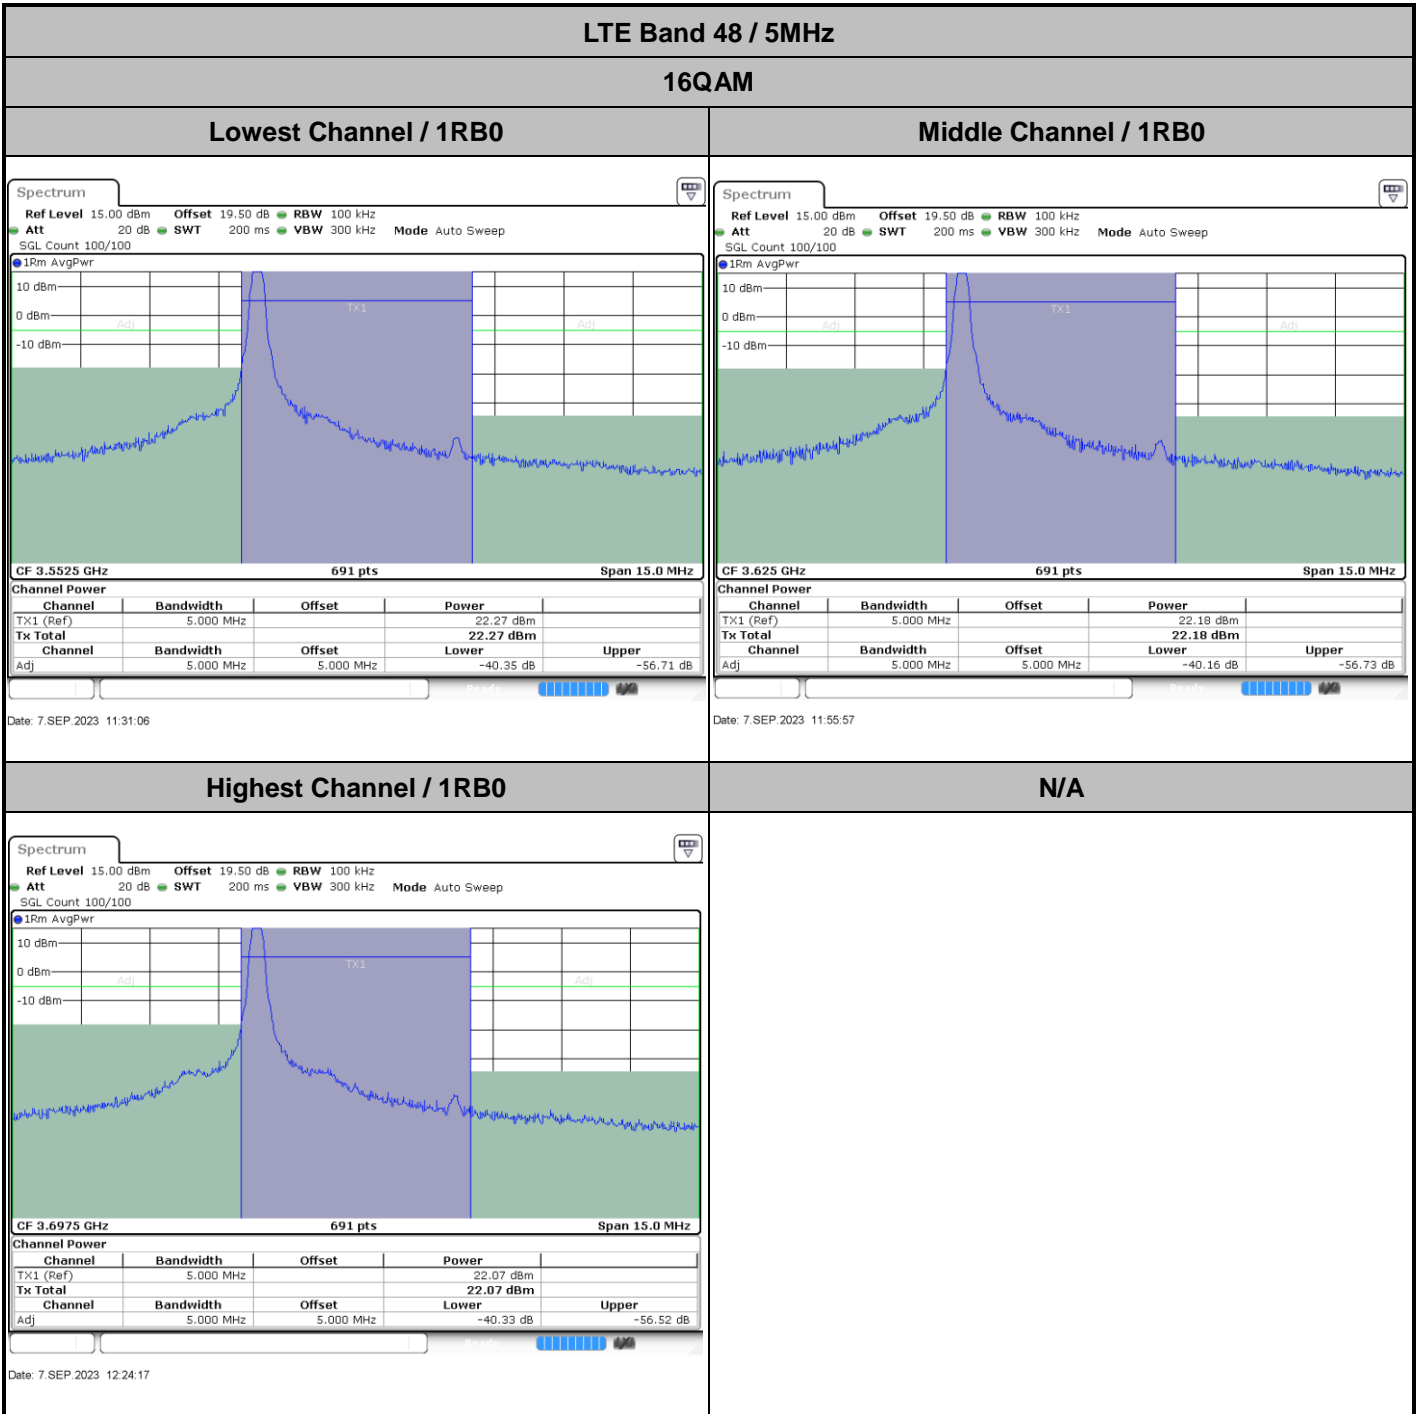 LTE Band 48 / 5MHz
16QAM
Lowest Channel / 1RB0
Middle Channel / 1RB0
Spectrum
Ref Level 15.00 dBm Offset 19.50 dB RBW 100 kHz
Att 20 dB SWT 200 ms VBW 300 kHz Mode Auto Sweep
SGL Count 100/100
1Rm AvgPwr
10 dBm
0 dBm
-10 dBm
Adj
TX1
Adj
CF 3.5525 GHz 691 pts Span 15.0 MHz
Channel Power
Channel Bandwidth Offset Power
TX1 (Ref) 5.000 MHz 22.27 dBm
Tx Total 22.27 dBm
Channel Bandwidth Offset Lower Upper
Adj 5.000 MHz 5.000 MHz -40.35 dB -56.71 dB
Ready
Date: 7.SEP.2023 11:31:06
Spectrum
Ref Level 15.00 dBm Offset 19.50 dB RBW 100 kHz
Att 20 dB SWT 200 ms VBW 300 kHz Mode Auto Sweep
SGL Count 100/100
1Rm AvgPwr
10 dBm
0 dBm
-10 dBm
Adj
TX1
Adj
CF 3.625 GHz 691 pts Span 15.0 MHz
Channel Power
Channel Bandwidth Offset Power
TX1 (Ref) 5.000 MHz 22.18 dBm
Tx Total 22.18 dBm
Channel Bandwidth Offset Lower Upper
Adj 5.000 MHz 5.000 MHz -40.16 dB -56.73 dB
Ready
Date: 7.SEP.2023 11:55:57
Highest Channel / 1RB0
N/A
Spectrum
Ref Level 15.00 dBm Offset 19.50 dB RBW 100 kHz
Att 20 dB SWT 200 ms VBW 300 kHz Mode Auto Sweep
SGL Count 100/100
1Rm AvgPwr
10 dBm
0 dBm
-10 dBm
Adj
TX1
Adj
CF 3.6975 GHz 691 pts Span 15.0 MHz
Channel Power
Channel Bandwidth Offset Power
TX1 (Ref) 5.000 MHz 22.07 dBm
Tx Total 22.07 dBm
Channel Bandwidth Offset Lower Upper
Adj 5.000 MHz 5.000 MHz -40.33 dB -56.52 dB
Ready
Date: 7.SEP.2023 12:24:17